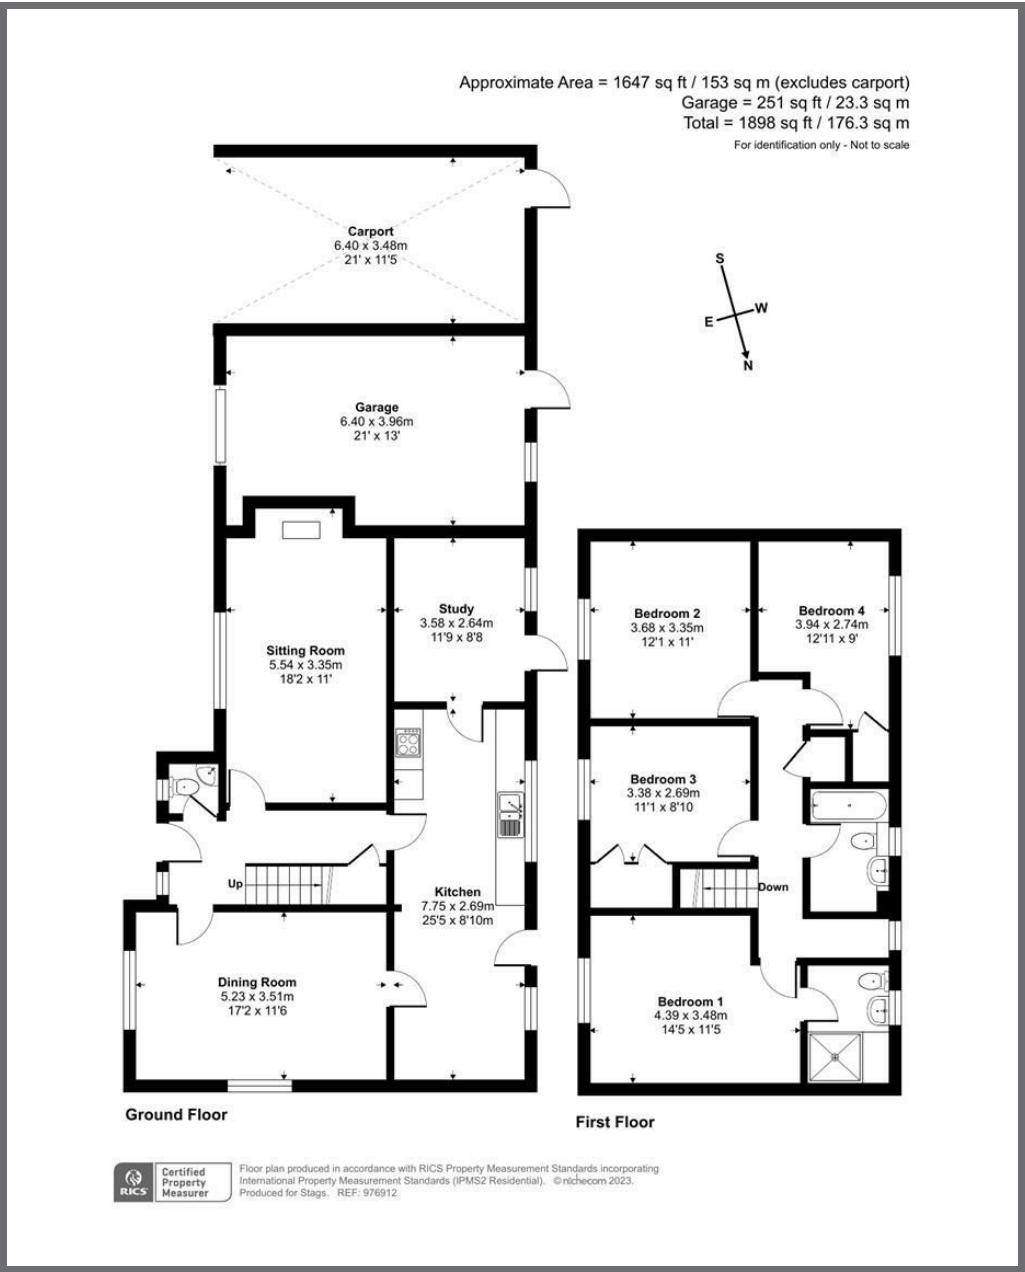 Approximate Area = 1647 sq ft / 153 sq m (excludes carport)
Garage = 251 sq ft / 23.3 sq m
Total = 1898 sq ft / 176.3 sq m
For identification only - Not to scale
Carport
6.40 x 3.48m
21' x 11'5
S
W
E
N
Garage
6.40 x 3.96m
21' x 13'
Study
3.58 x 2.64m
11'9 x 8'8
Sitting Room
5.54 x 3.35m
18'2 x 11'
Up
Kitchen
7.75 x 2.69m
25'5 x 8'10m
Dining Room
5.23 x 3.51m
17'2 x 11'6
Ground Floor
Bedroom 2
3.68 x 3.35m
12'1 x 11'
Bedroom 4
3.94 x 2.74m
12'11 x 9'
Bedroom 3
3.38 x 2.69m
11'1 x 8'10
Down
Bedroom 1
4.39 x 3.48m
14'5 x 11'5
First Floor
RICS
Certified
Property
Measurer
Floor plan produced in accordance with RICS Property Measurement Standards incorporating
International Property Measurement Standards (IPMS2 Residential). © nichecom 2023.
Produced for Stags. REF: 976912